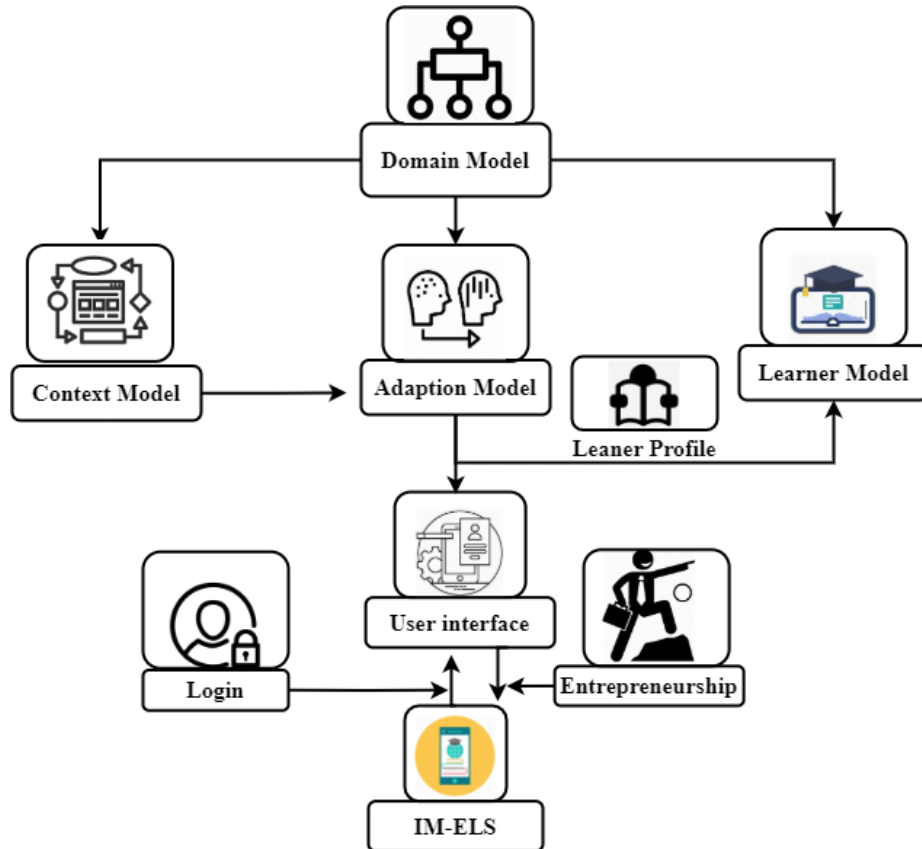 Domain Model
Context Model
Adaption Model
Learner Model
Leaner Profile
User interface
Login
Entrepreneurship
IM-ELS